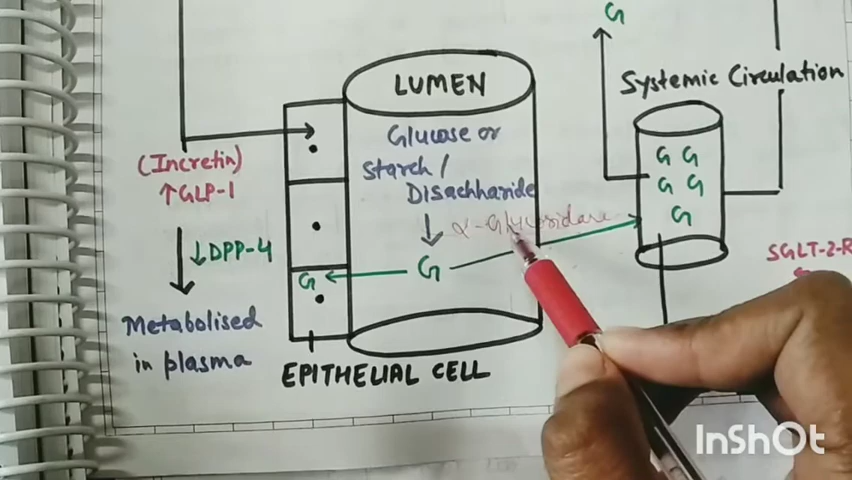 G
Systemic Circulation
LUMEN
Glucose or
Starch /
Disachharide
α-Glucosidase
G
G
(Incretin)
↑GLP-1
↓DPP-4
Metabolised
in plasma
EPITHELIAL CELL
G G
G G
G
SGLT-2-R
InShOt